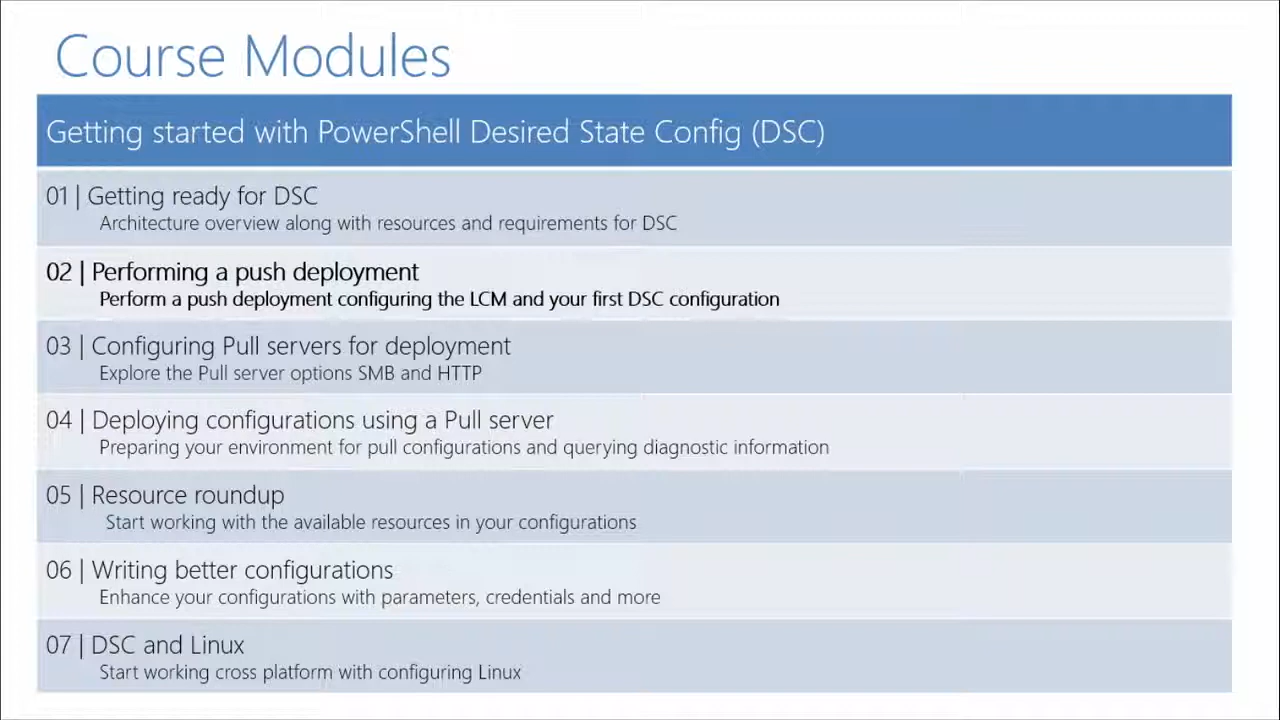 Course Modules
Getting started with PowerShell Desired State Config (DSC)
01 | Getting ready for DSC
Architecture overview along with resources and requirements for DSC
02 | Performing a push deployment
Perform a push deployment configuring the LCM and your first DSC configuration
03 | Configuring Pull servers for deployment
Explore the Pull server options SMB and HTTP
04 | Deploying configurations using a Pull server
Preparing your environment for pull configurations and querying diagnostic information
05 | Resource roundup
Start working with the available resources in your configurations
06 | Writing better configurations
Enhance your configurations with parameters, credentials and more
07 | DSC and Linux
Start working cross platform with configuring Linux